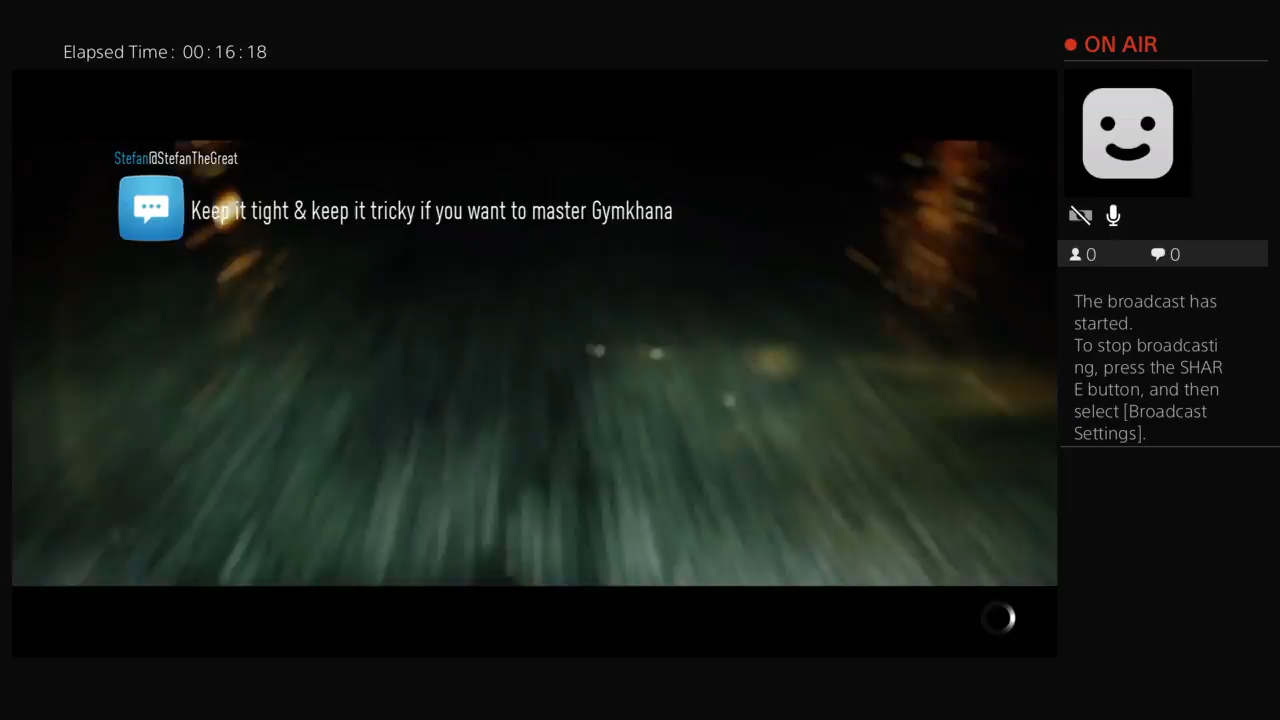 Elapsed Time: 00:16:18
ON AIR
Stefan@StefanTheGreat
Keep it tight & keep it tricky if you want to master Gymkhana
0 0
The broadcast has
started.
To stop broadcasti
ng, press the SHAR
E button, and then
select [Broadcast
Settings].